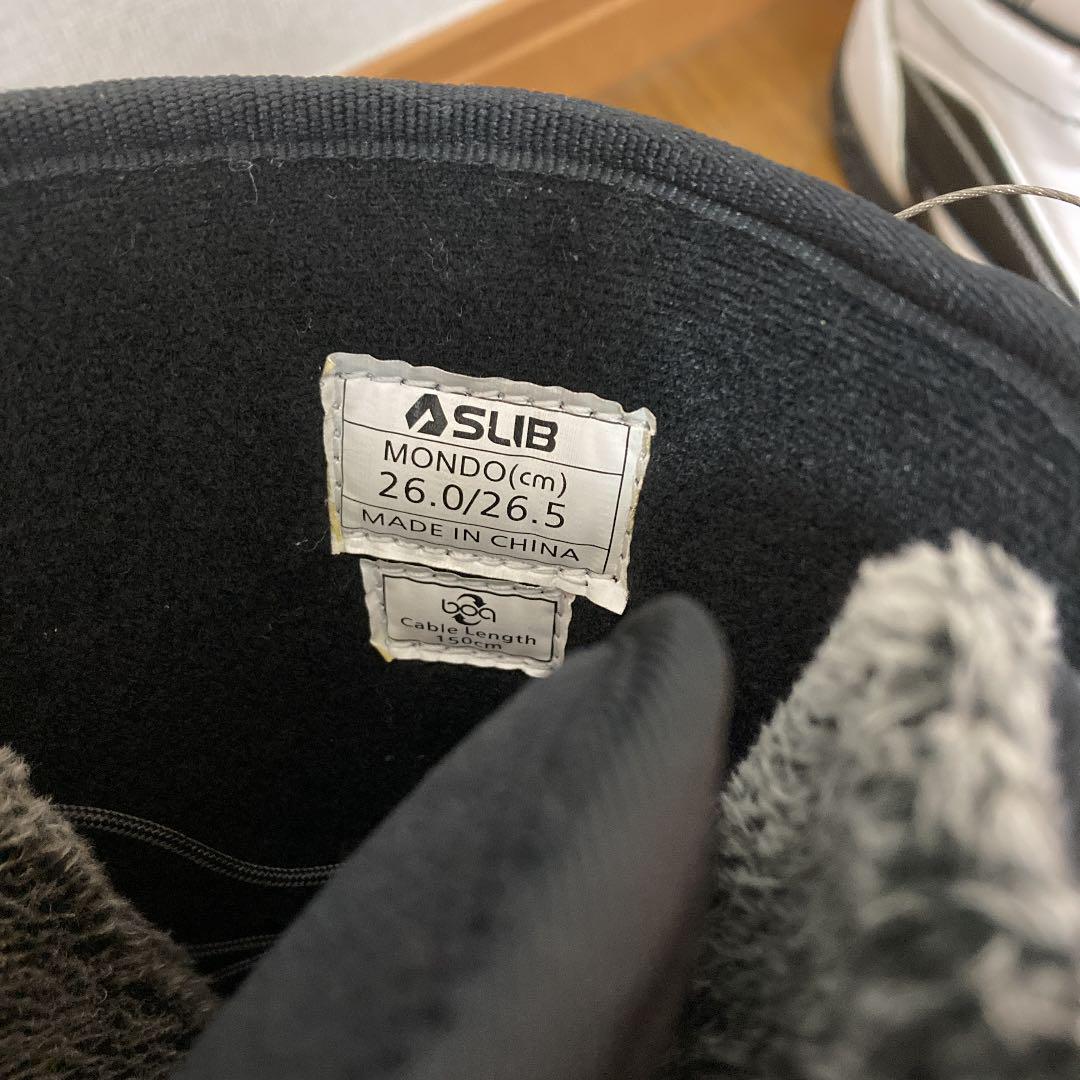 SLIB
MONDO(cm)
26.0/26.5
MADE IN CHINA
boa
Cable Length
150cm